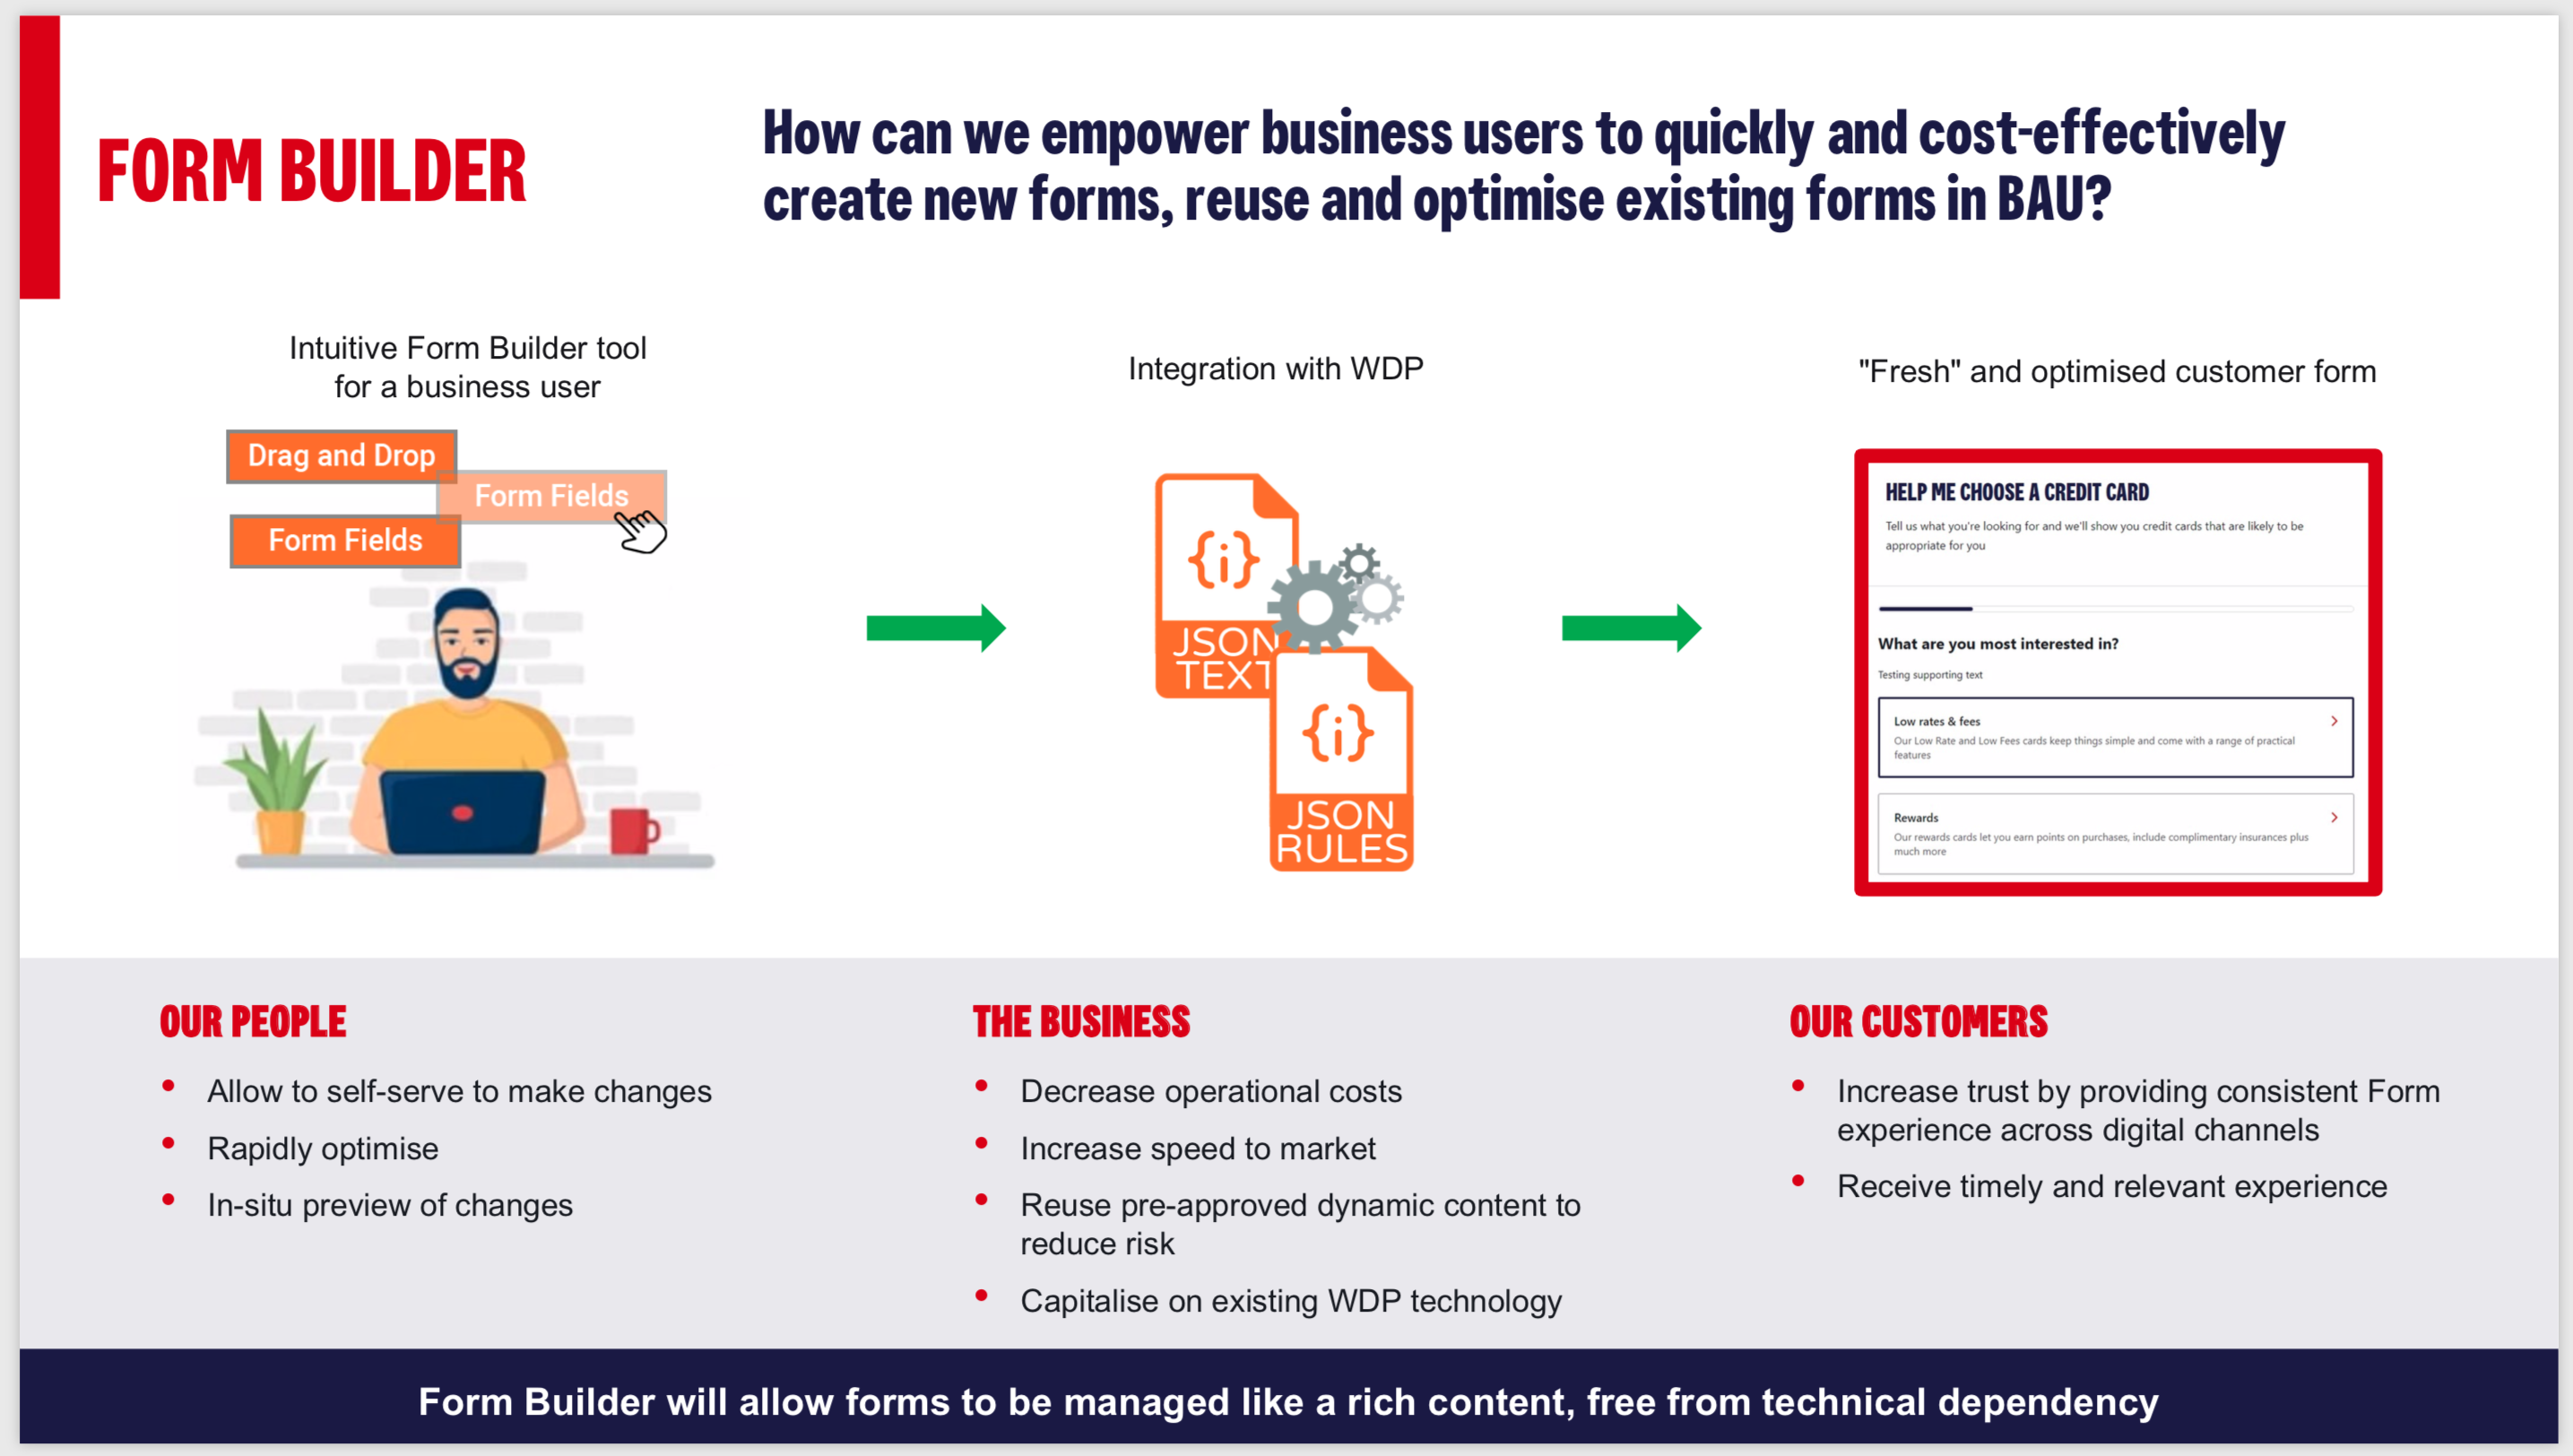 FORM BUILDER
How can we empower business users to quickly and cost-effectively
create new forms, reuse and optimise existing forms in BAU?
Intuitive Form Builder tool
for a business user
Drag and Drop
Form Fields
Form Fields
Integration with WDP
{i}
JSON
TEXT
{i}
JSON
RULES
"Fresh" and optimised customer form
HELP ME CHOOSE A CREDIT CARD
Tell us what you're looking for and we'll show you credit cards that are likely to be
appropriate for you
What are you most interested in?
Testing supporting text
Low rates & fees
Our Low Rate and Low Fees cards keep things simple and come with a range of practical
features
Rewards
Our rewards cards let you earn points on purchases, include complimentary insurances plus
much more
OUR PEOPLE
• Allow to self-serve to make changes
• Rapidly optimise
• In-situ preview of changes
THE BUSINESS
• Decrease operational costs
• Increase speed to market
• Reuse pre-approved dynamic content to
reduce risk
• Capitalise on existing WDP technology
OUR CUSTOMERS
• Increase trust by providing consistent Form
experience across digital channels
• Receive timely and relevant experience
Form Builder will allow forms to be managed like a rich content, free from technical dependency